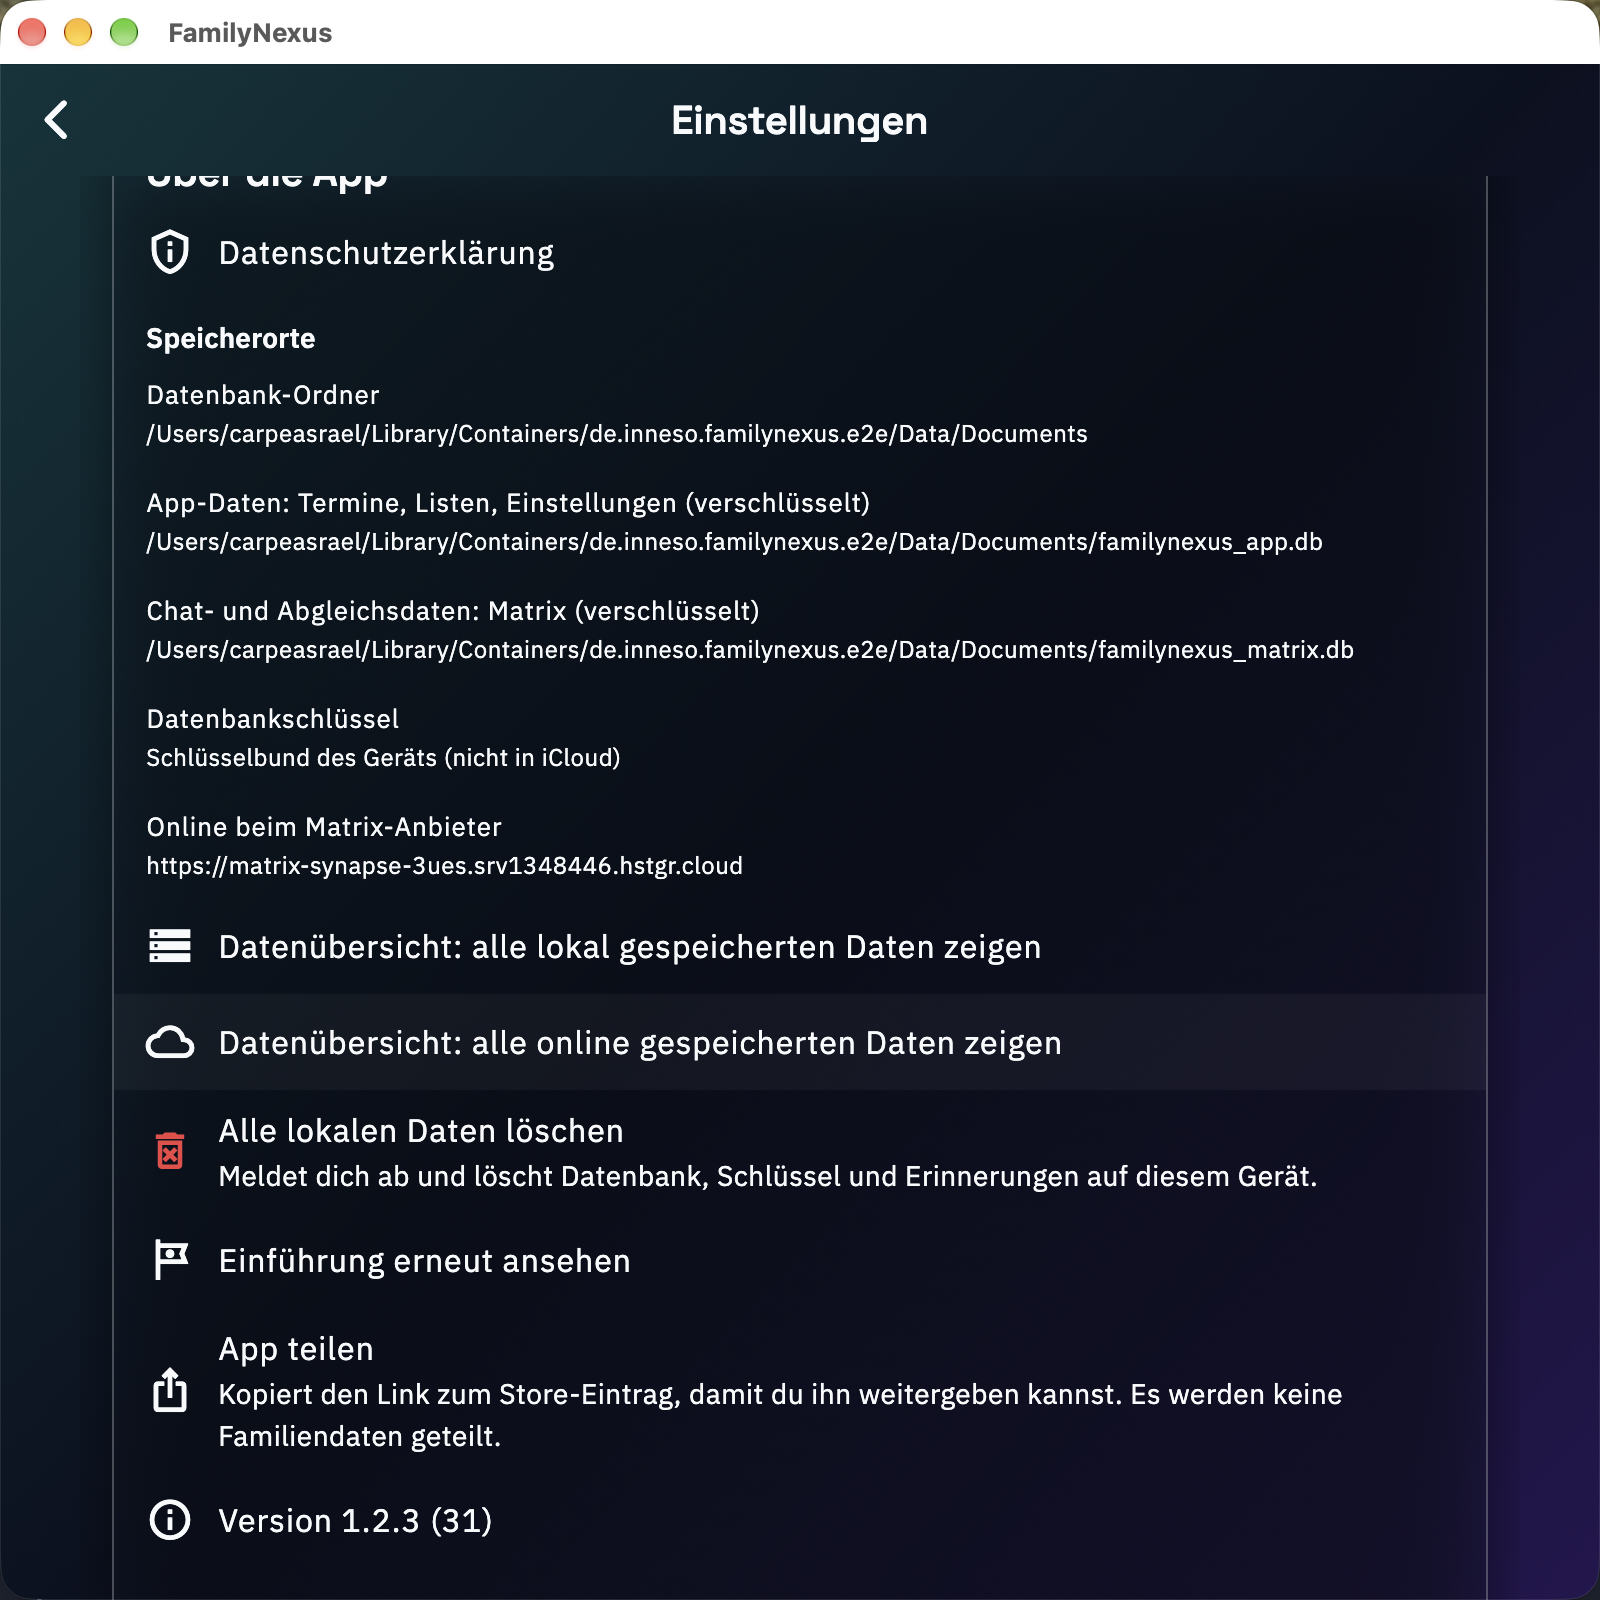 FamilyNexus
Einstellungen
Über die App
Datenschutzerklärung
Speicherorte
Datenbank-Ordner
/Users/carpeasrael/Library/Containers/de.inneso.familynexus.e2e/Data/Documents
App-Daten: Termine, Listen, Einstellungen (verschlüsselt)
/Users/carpeasrael/Library/Containers/de.inneso.familynexus.e2e/Data/Documents/familynexus_app.db
Chat- und Abgleichsdaten: Matrix (verschlüsselt)
/Users/carpeasrael/Library/Containers/de.inneso.familynexus.e2e/Data/Documents/familynexus_matrix.db
Datenbankschlüssel
Schlüsselbund des Geräts (nicht in iCloud)
Online beim Matrix-Anbieter
https://matrix-synapse-3ues.srv1348446.hstgr.cloud
Datenübersicht: alle lokal gespeicherten Daten zeigen
Datenübersicht: alle online gespeicherten Daten zeigen
Alle lokalen Daten löschen
Meldet dich ab und löscht Datenbank, Schlüssel und Erinnerungen auf diesem Gerät.
Einführung erneut ansehen
App teilen
Kopiert den Link zum Store-Eintrag, damit du ihn weitergeben kannst. Es werden keine
Familiendaten geteilt.
Version 1.2.3 (31)